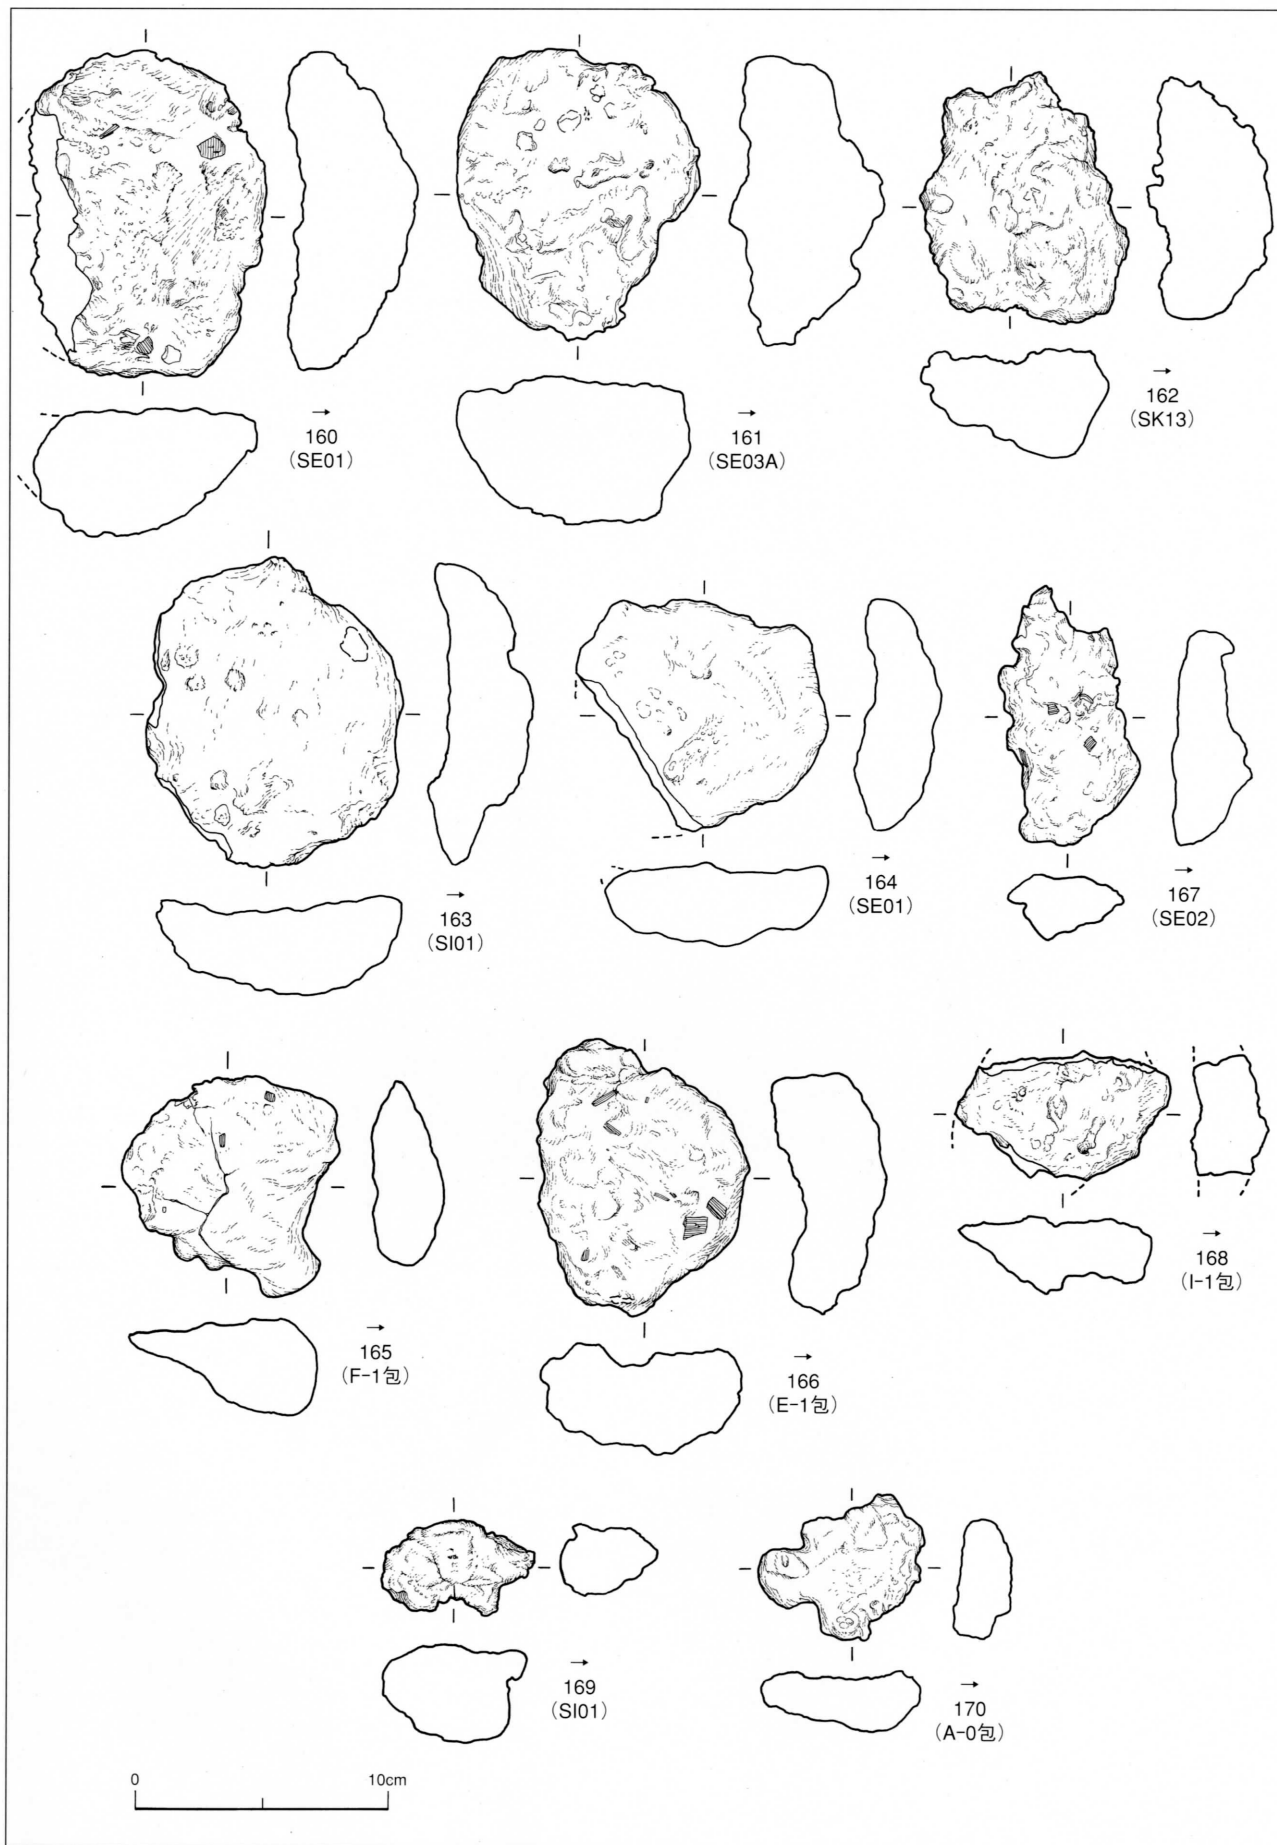 →
160
（SE01）
→
161
（SE03A）
→
162
（SK13）
→
163
（SI01）
→
164
（SE01）
→
167
（SE02）
→
165
（F-1包）
→
166
（E-1包）
→
168
（I-1包）
→
169
（SI01）
→
170
（A-0包）
0 10cm